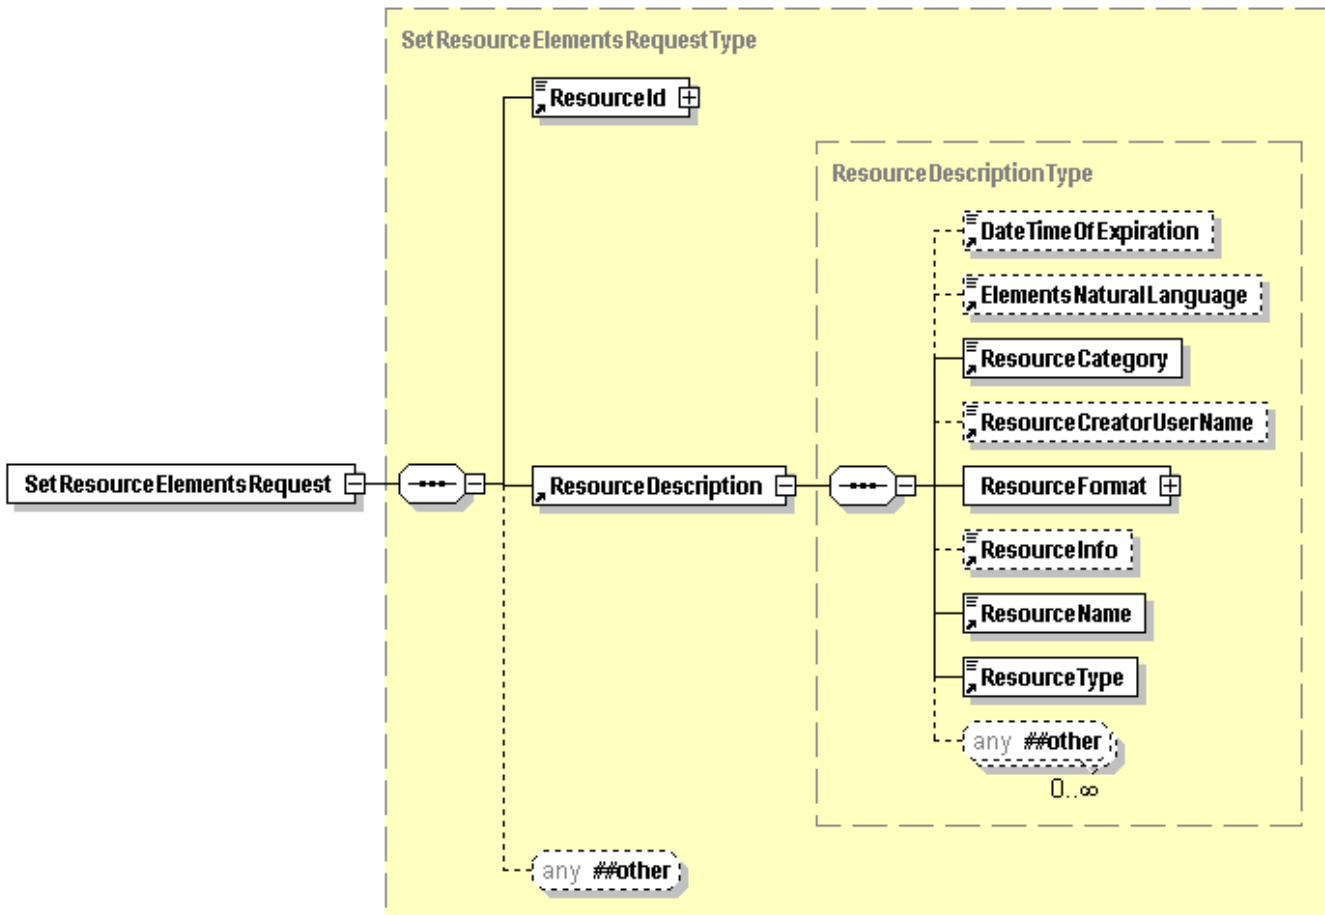 SetResourceElementsRequestType
ResourceId
ResourceDescriptionType
DateTimeOfExpiration
ElementsNaturalLanguage
ResourceCategory
ResourceCreatorUserName
SetResourceElementsRequest
ResourceDescription
ResourceFormat
ResourceInfo
ResourceName
ResourceType
any ##other
0..∞
any ##other